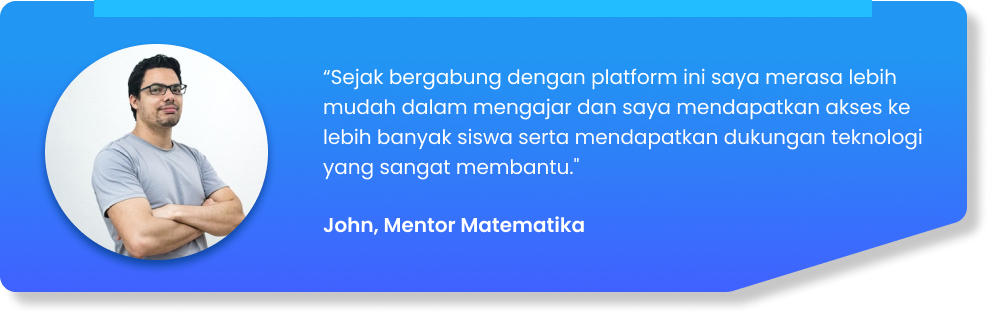 “Sejak bergabung dengan platform ini saya merasa lebih
mudah dalam mengajar dan saya mendapatkan akses ke
lebih banyak siswa serta mendapatkan dukungan teknologi
yang sangat membantu."
John, Mentor Matematika